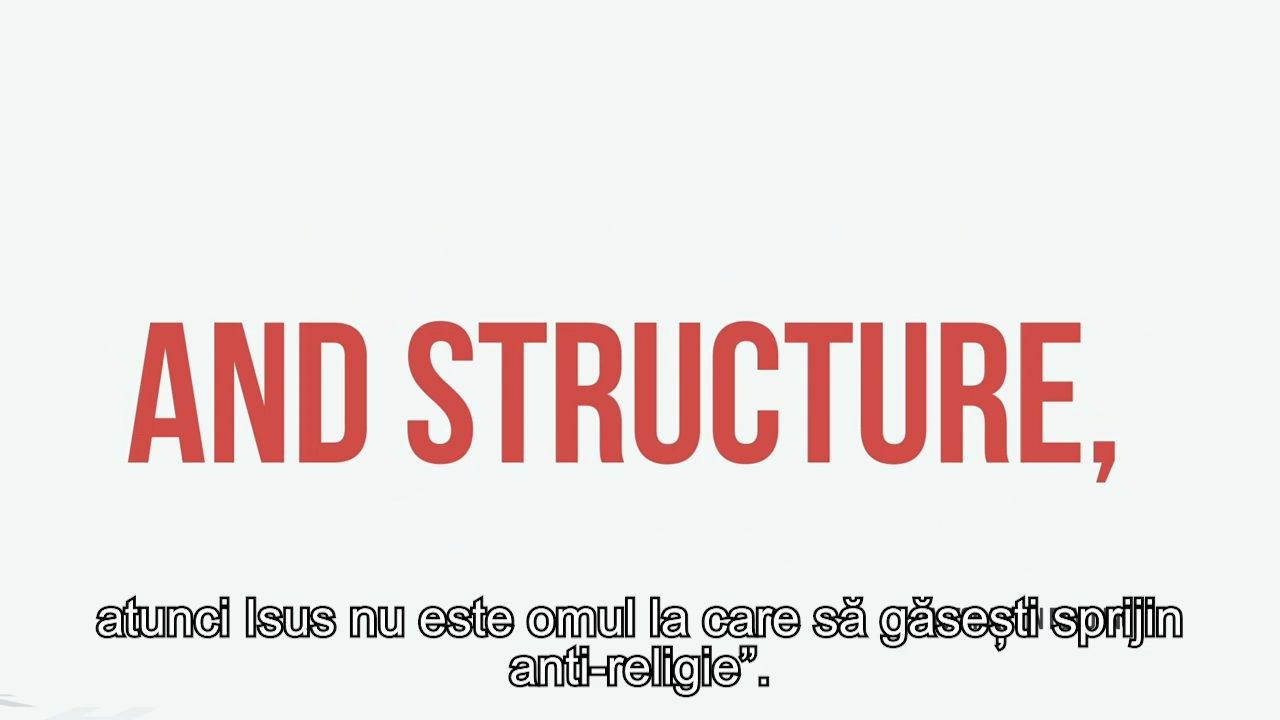 AND STRUCTURE,
atunci Isus nu este omul la care să găsești sprijin
anti-religie”.